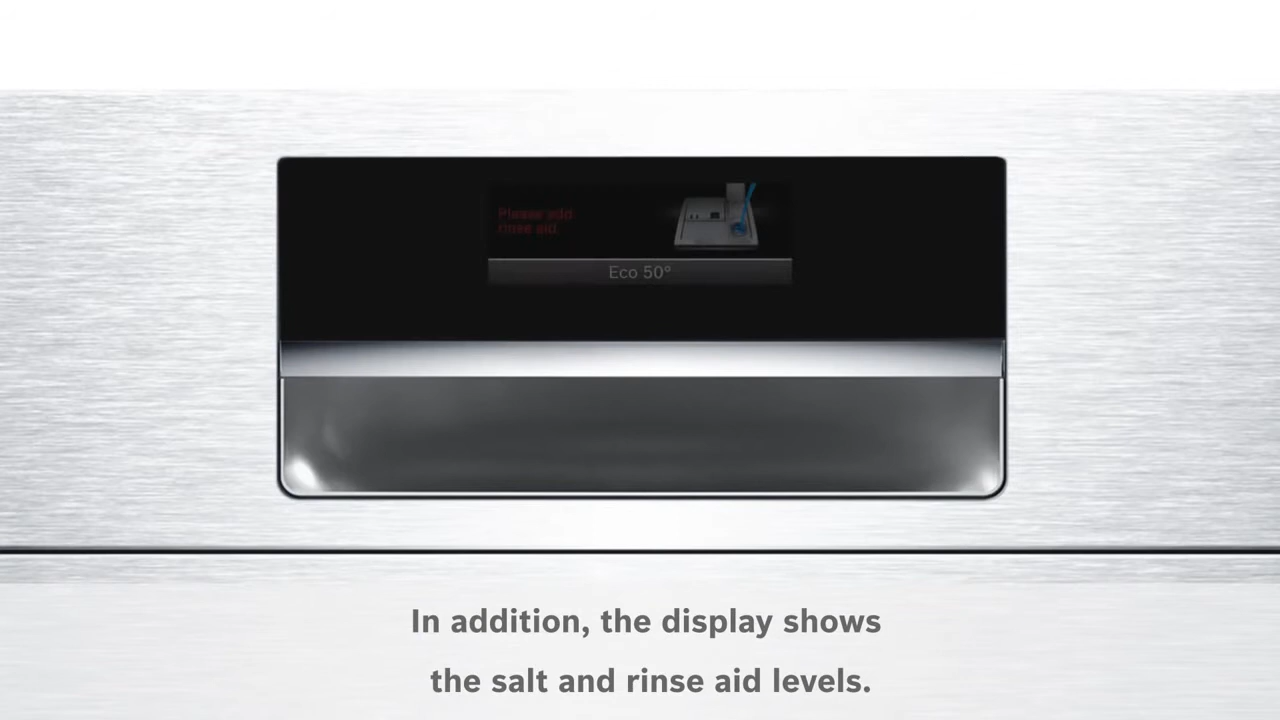 Please add
rinse aid
Eco 50°
In addition, the display shows
the salt and rinse aid levels.